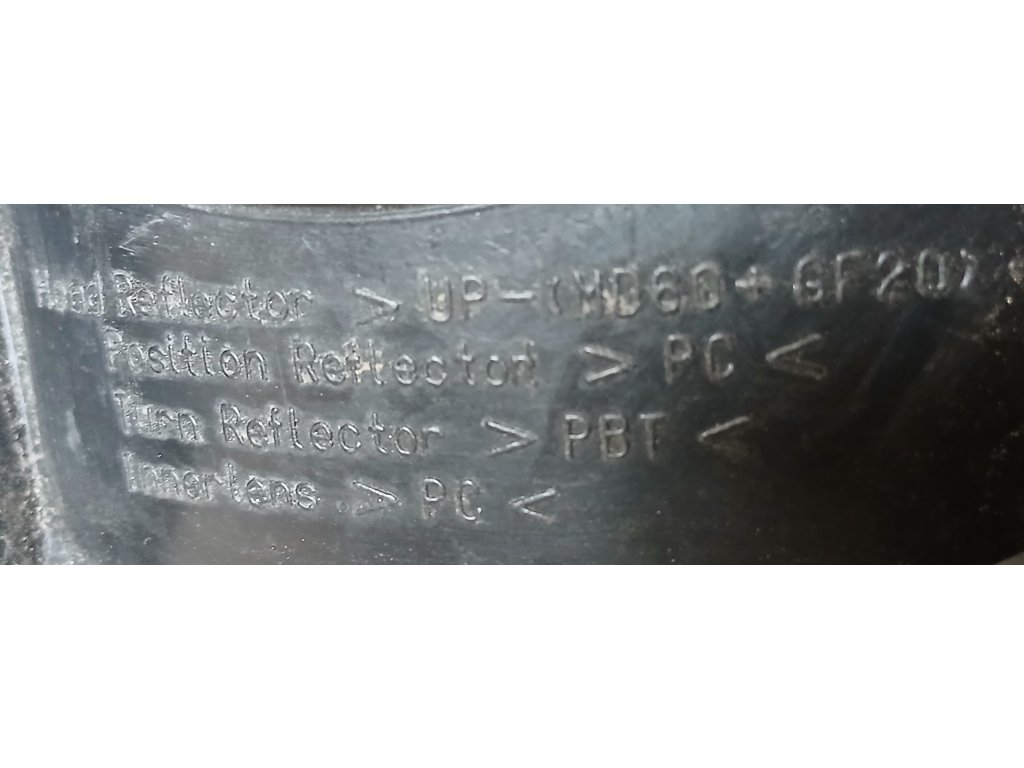 Reflector > UP-(MD60+GF20) <
Position Reflector > PC <
Turn Reflector > PBT <
Innerlens > PC <